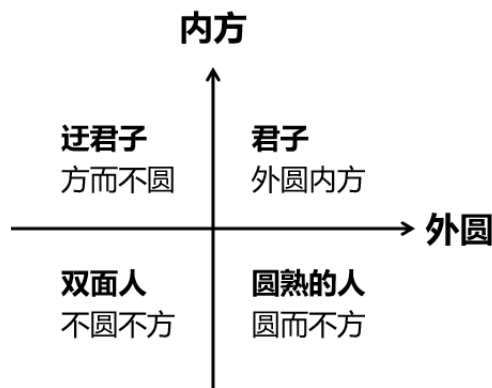 内方
迂君子
方而不圆
君子
外圆内方
外圆
双面人
不圆不方
圆熟的人
圆而不方